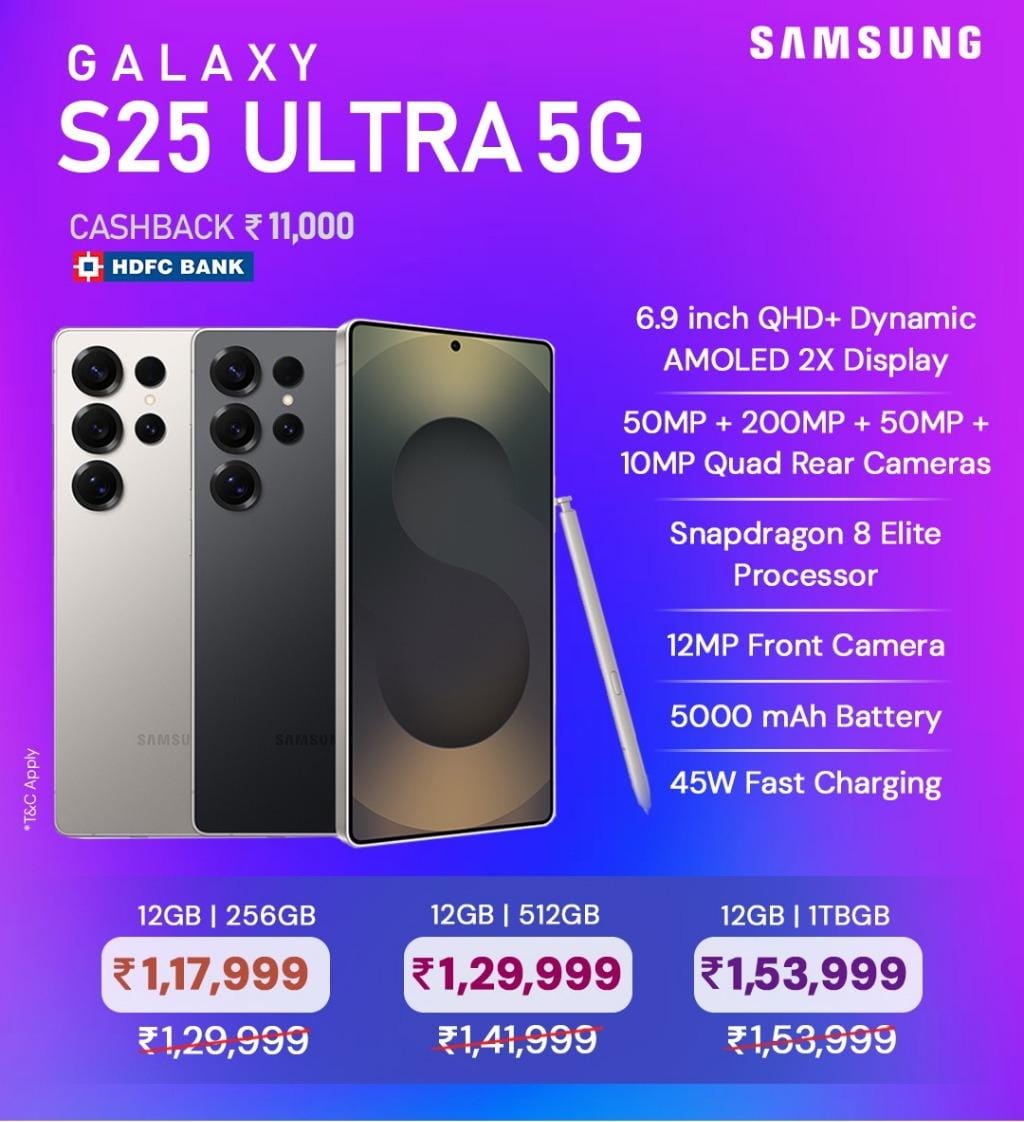 GALAXY
SAMSUNG
S25 ULTRA 5G
CASHBACK ₹ 11,000
HDFC BANK
6.9 inch QHD+ Dynamic
AMOLED 2X Display
50MP + 200MP + 50MP +
10MP Quad Rear Cameras
Snapdragon 8 Elite
Processor
12MP Front Camera
5000 mAh Battery
45W Fast Charging
SAMSU
SAMSUN
*T&C Apply
12GB | 256GB
₹1,17,999
₹1,29,999
12GB | 512GB
₹1,29,999
₹1,41,999
12GB | 1TBGB
₹1,53,999
₹1,53,999